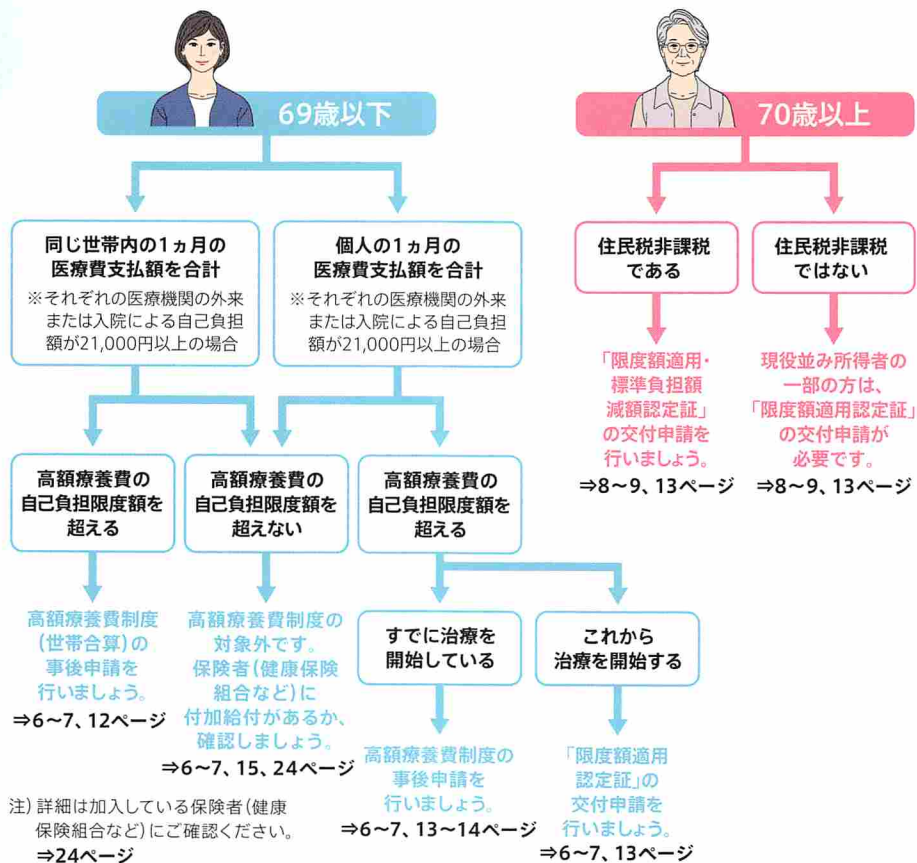 69歳以下
同じ世帯内の1ヵ月の
医療費支払額を合計
※それぞれの医療機関の外来
または入院による自己負担
額が21,000円以上の場合
個人の1ヵ月の
医療費支払額を合計
※それぞれの医療機関の外来
または入院による自己負担
額が21,000円以上の場合
高額療養費の
自己負担限度額を
超える
高額療養費の
自己負担限度額を
超えない
高額療養費の
自己負担限度額を
超える
高額療養費制度
(世帯合算)の
事後申請を
行いましょう。
⇒6〜7、12ページ
高額療養費制度の
対象外です。
保険者(健康保険
組合など)に
付加給付があるか、
確認しましょう。
⇒6〜7、15、24ページ
すでに治療を
開始している
これから
治療を開始する
高額療養費制度の
事後申請を
行いましょう。
⇒6〜7、13〜14ページ
「限度額適用
認定証」の
交付申請を
行いましょう。
⇒6〜7、13ページ
70歳以上
住民税非課税
である
住民税非課税
ではない
「限度額適用・
標準負担額
減額認定証」
の交付申請を
行いましょう。
⇒8〜9、13ページ
現役並み所得者の
一部の方は、
「限度額適用認定証」
の交付申請が
必要です。
⇒8〜9、13ページ
注) 詳細は加入している保険者(健康
保険組合など)にご確認ください。
⇒24ページ